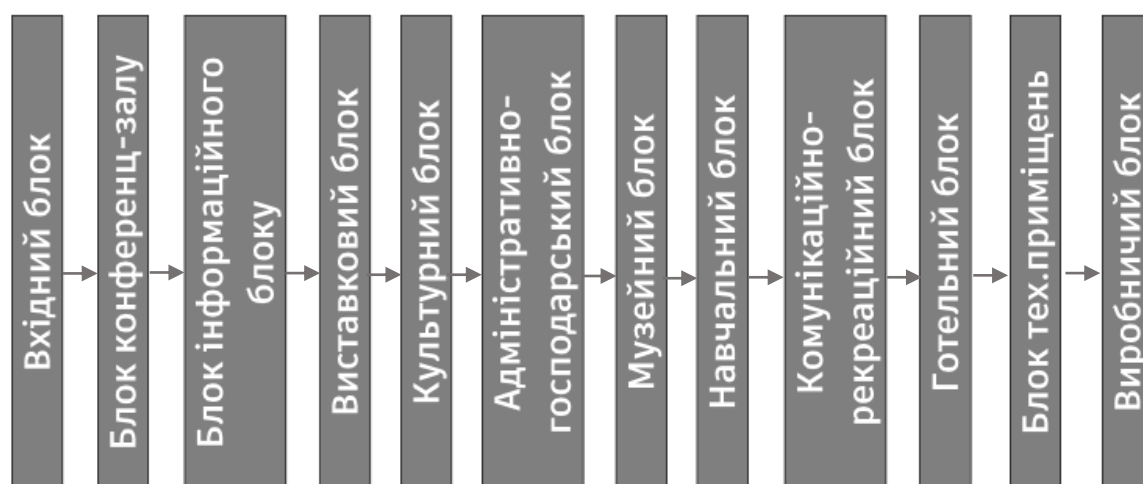 Вхідний блок
Блок конференц-залу
Блок інформаційного
блоку
Виставковий блок
Культурний блок
Адміністративно-
господарський блок
Музейний блок
Навчальний блок
Комунікаційно-
рекреаційний блок
Готельний блок
Блок тех.приміщень
Виробничий блок